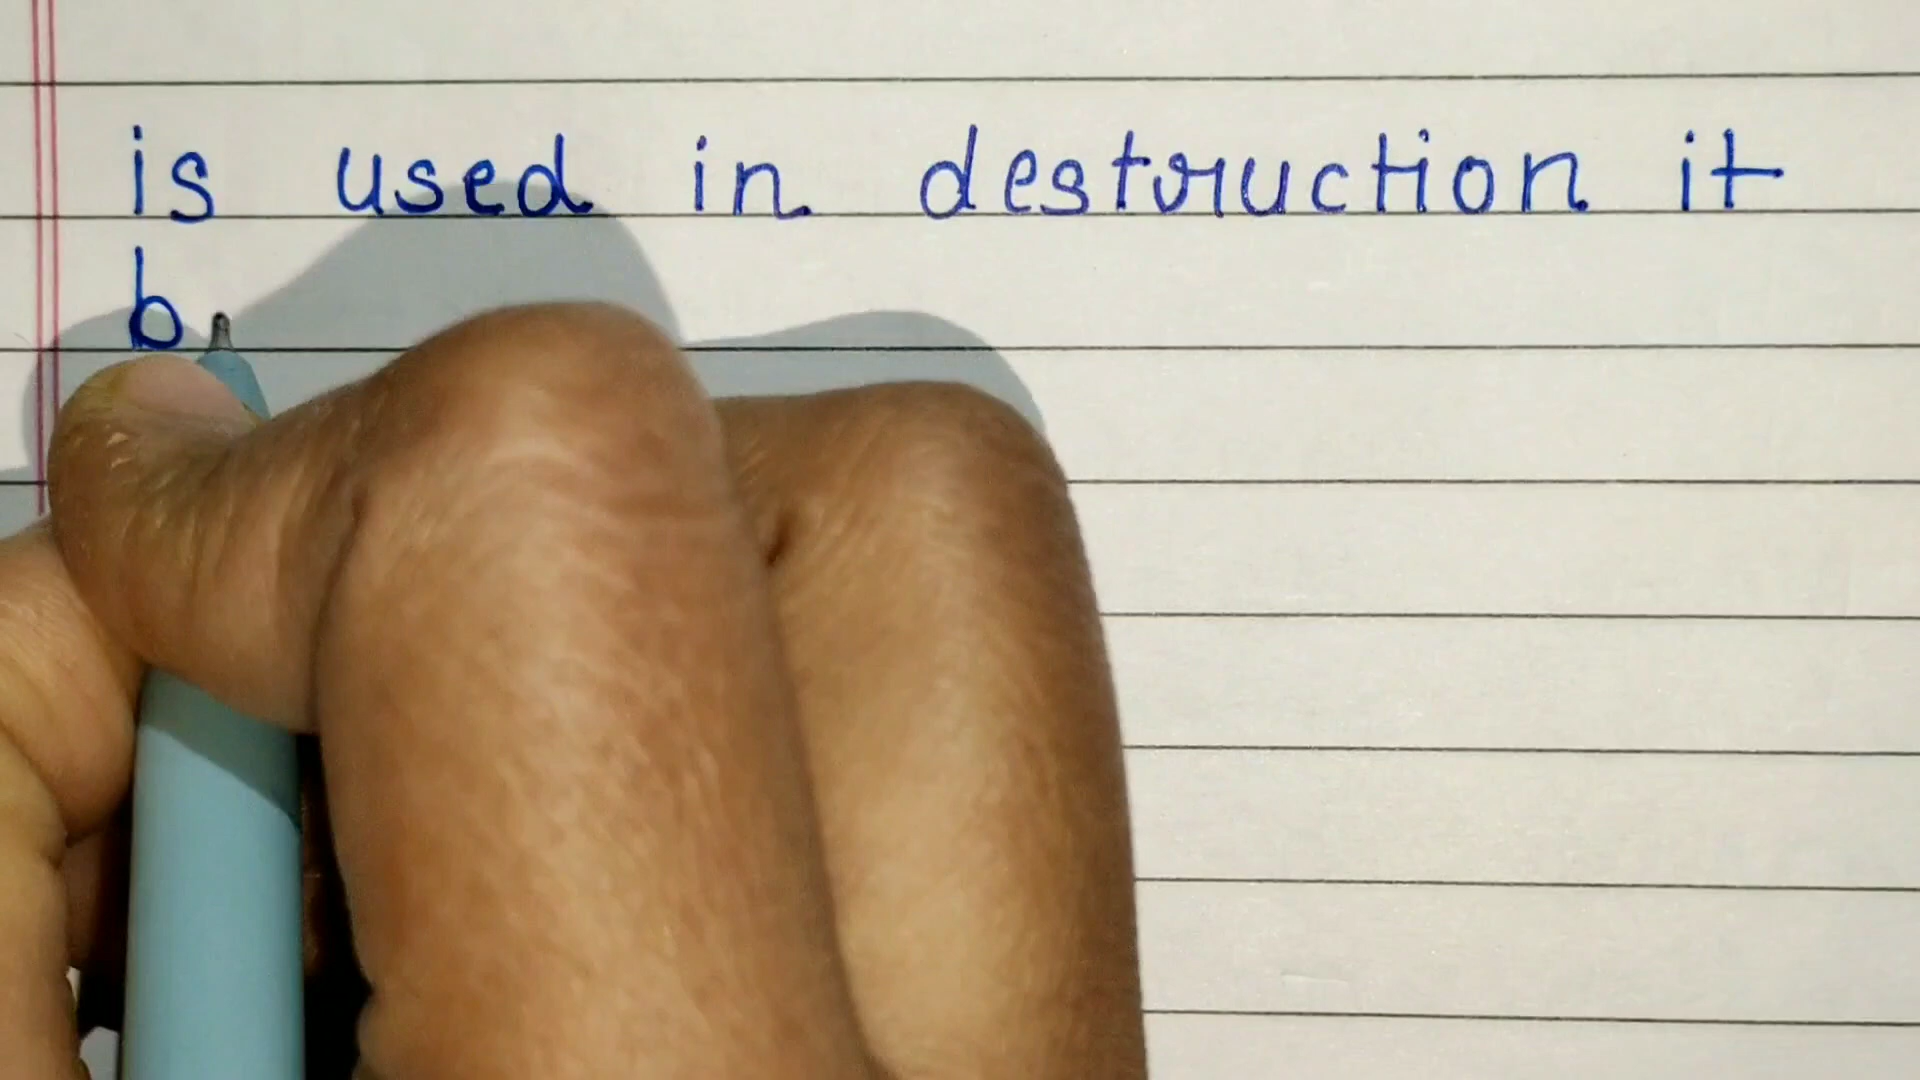 is used in destruction it
b